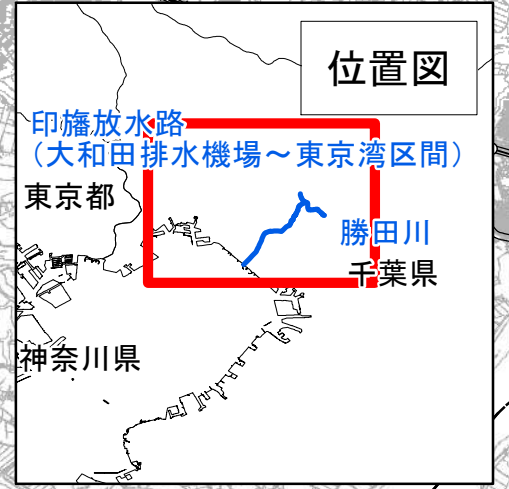 位置図
印旛放水路
（大和田排水機場～東京湾区間）
東京都
勝田川
千葉県
神奈川県